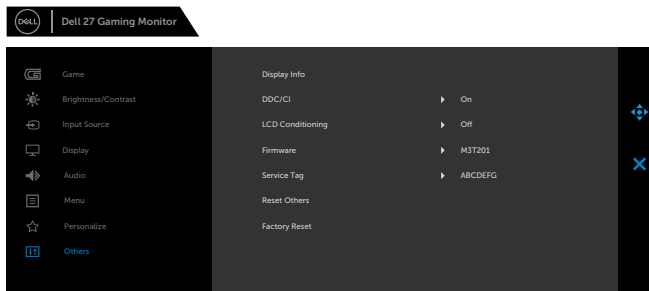 DELL
Dell 27 Gaming Monitor
Game
Brightness/Contrast
Input Source
Display
Audio
Menu
Personalize
Others
Display Info
DDC/CI On
LCD Conditioning Off
Firmware M3T201
Service Tag ABCDEFG
Reset Others
Factory Reset